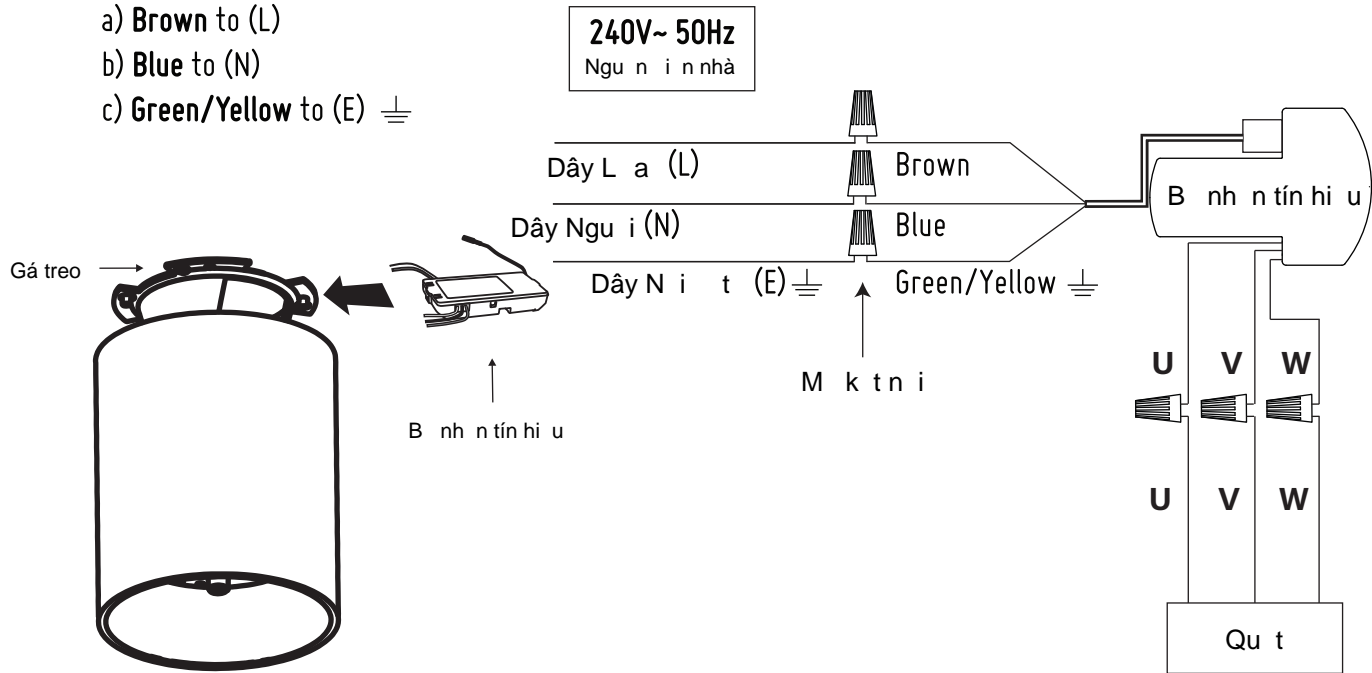 a) Brown to (L)
b) Blue to (N)
c) Green/Yellow to (E)
240V~ 50Hz
Ngu n i n nhà
Dây L a (L)
Brown
Dây Ngu i (N)
Blue
Dây N i t (E)
Green/Yellow
B nh n tín hi u
Gá treo
B nh n tín hi u
M k t n i
U V W
U V W
Qu t